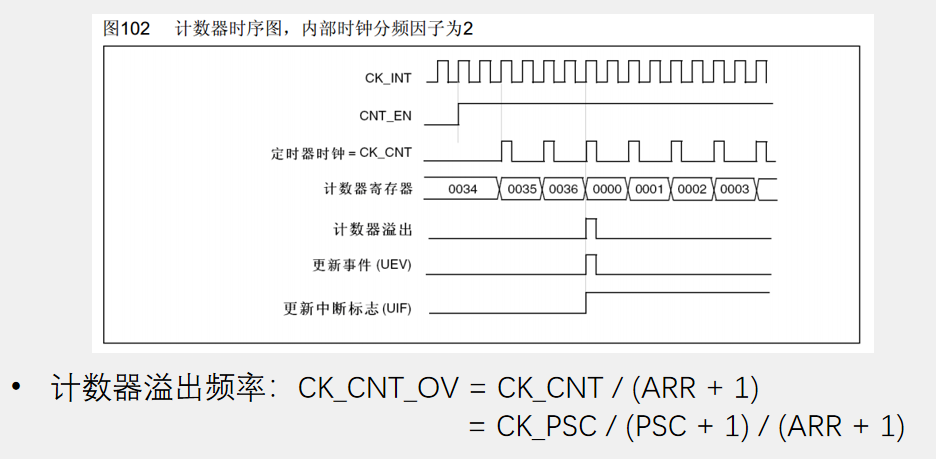 图102 计数器时序图，内部时钟分频因子为2
CK_INT
CNT_EN
定时器时钟 = CK_CNT
计数器寄存器 0034 0035 0036 0000 0001 0002 0003
计数器溢出
更新事件 (UEV)
更新中断标志 (UIF)
• 计数器溢出频率：CK_CNT_OV = CK_CNT / (ARR + 1)
= CK_PSC / (PSC + 1) / (ARR + 1)